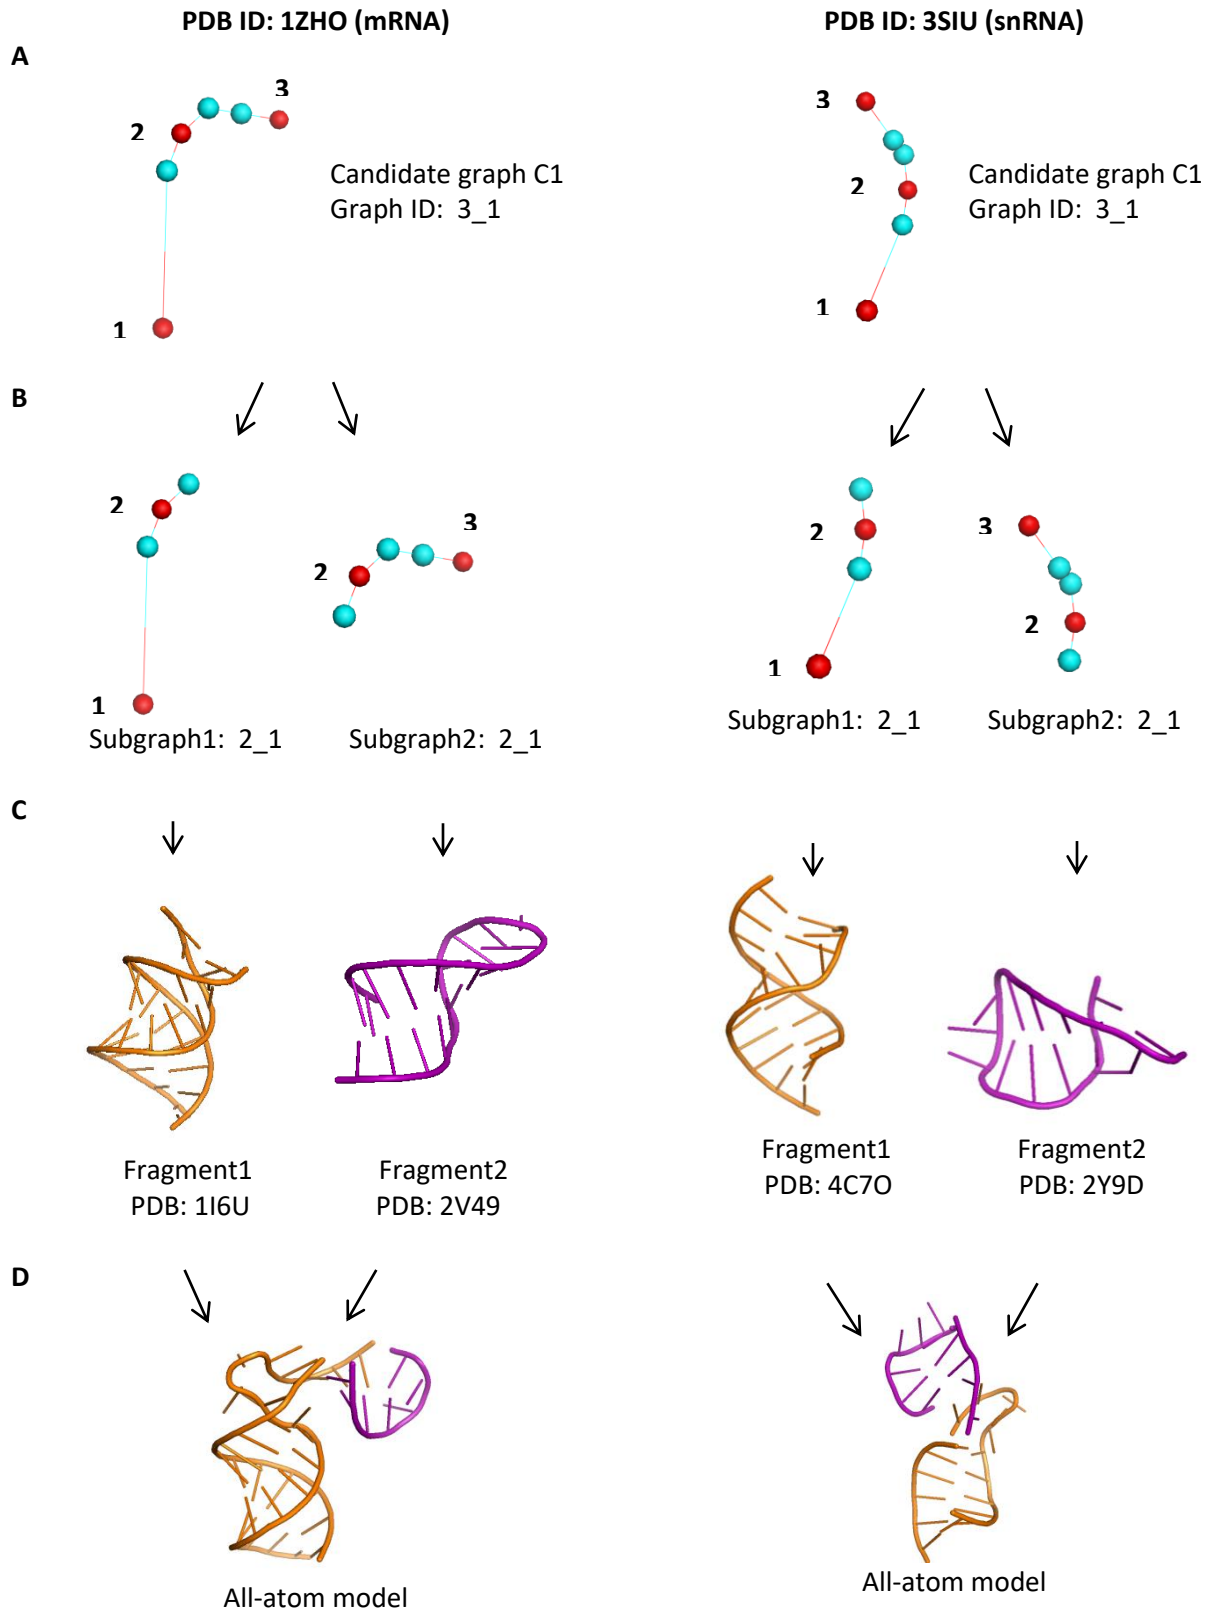 PDB ID: 1ZHO (mRNA)
PDB ID: 3SIU (snRNA)
A
3
2
1
Candidate graph C1
Graph ID: 3_1
3
2
1
Candidate graph C1
Graph ID: 3_1
B
2
1
Subgraph1: 2_1
3
2
Subgraph2: 2_1
2
1
Subgraph1: 2_1
3
2
Subgraph2: 2_1
C
Fragment1
PDB: 1I6U
Fragment2
PDB: 2V49
Fragment1
PDB: 4C7O
Fragment2
PDB: 2Y9D
D
All-atom model
All-atom model